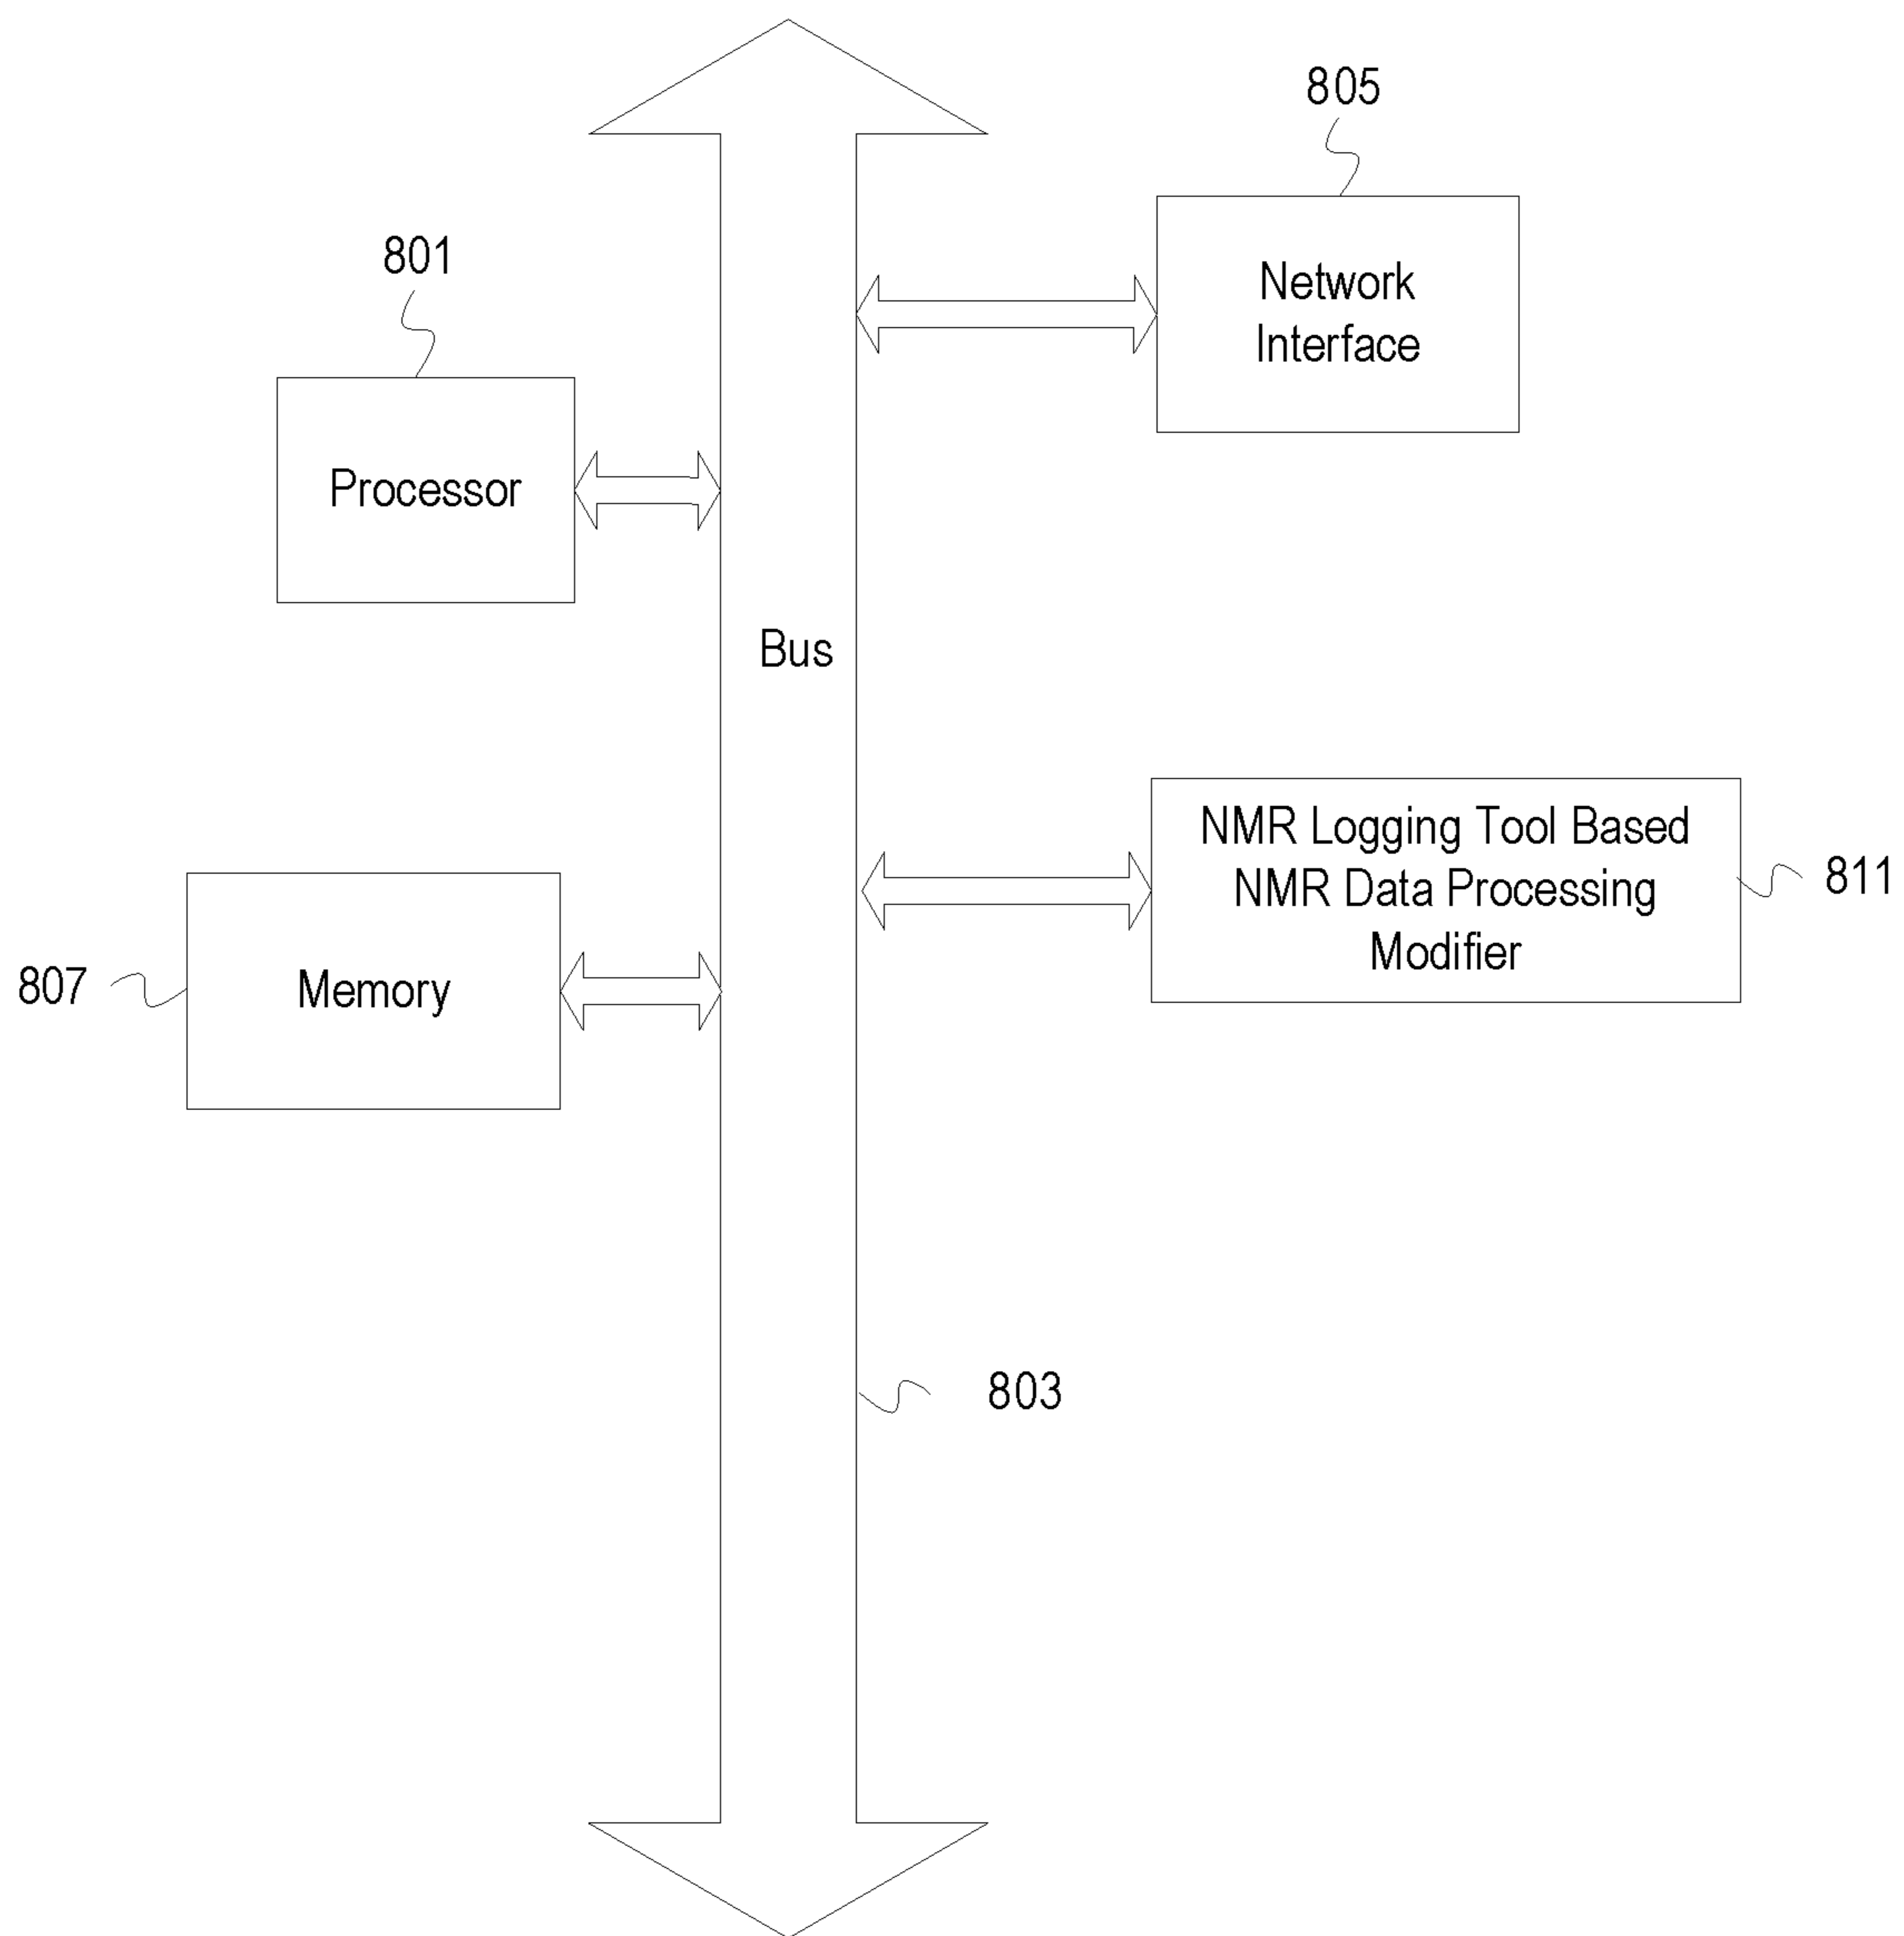 805
Network
Interface
801
Processor
Bus
NMR Logging Tool Based
NMR Data Processing
Modifier
811
807
Memory
803